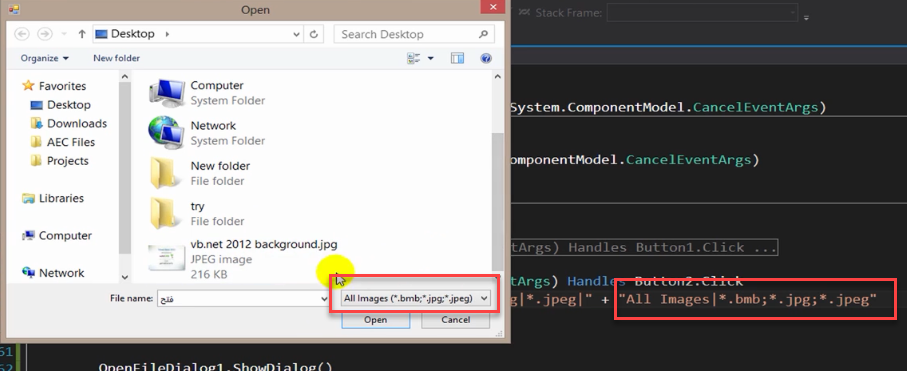 Open
Stack Frame:
Desktop
Search Desktop
Organize
New folder
Favorites
Desktop
Downloads
AEC Files
Projects
Libraries
Computer
Network
Computer
System Folder
Network
System Folder
New folder
File folder
try
File folder
vb.net 2012 background.jpg
JPEG image
216 KB
File name:
فتح
All Images (*.bmb;*.jpg;*.jpeg)
Open
Cancel
System.ComponentModel.CancelEventArgs)
omponentModel.CancelEventArgs)
tArgs) Handles Button1.Click ...
tArgs) Handles Button2.Click
g|*.jpeg|" + "All Images|*.bmb;*.jpg;*.jpeg"
51
52
OpenFileDialog1.ShowDialog()